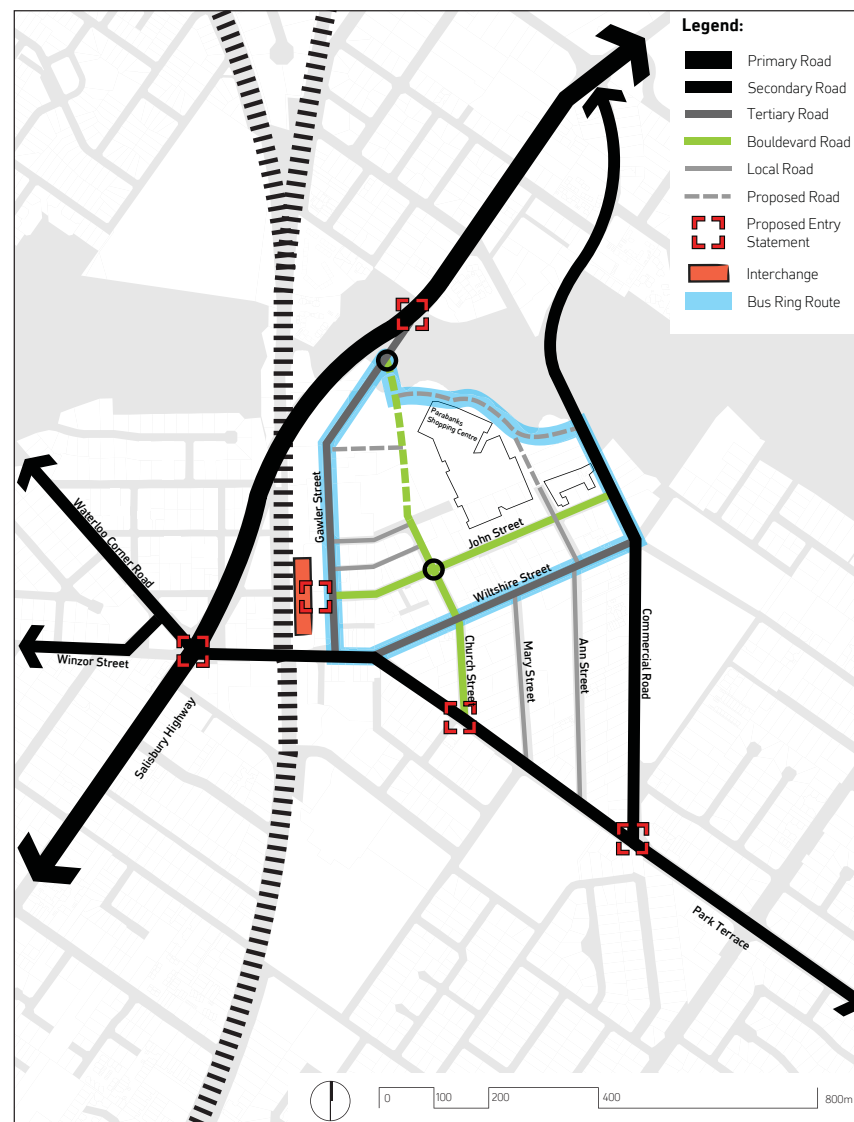 Legend:
Primary Road
Secondary Road
Tertiary Road
Bouldevard Road
Local Road
Proposed Road
Proposed Entry
Statement
Interchange
Bus Ring Route
Parabanks
Shopping Centre
Gawler Street
John Street
Wiltshire Street
Waterloo Corner Road
Winzor Street
Church Street
Mary Street
Ann Street
Commercial Road
Salisbury Highway
Park Terrace
0 100 200 400 800m